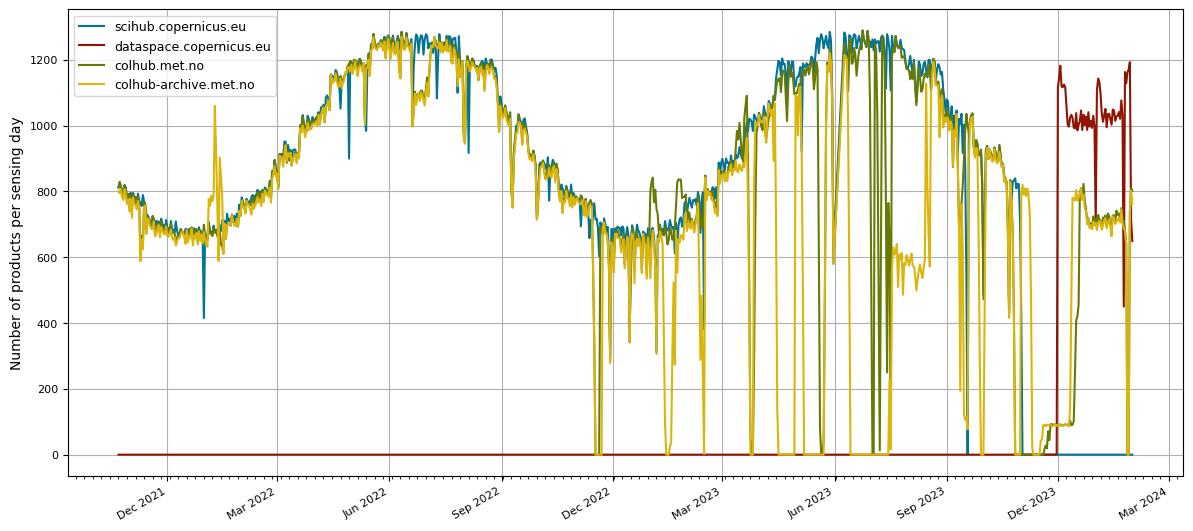 scihub.copernicus.eu
dataspace.copernicus.eu
colhub.met.no
colhub-archive.met.no
Number of products per sensing day
1200
1000
800
600
400
200
0
Dec 2021
Mar 2022
Jun 2022
Sep 2022
Dec 2022
Mar 2023
Jun 2023
Sep 2023
Dec 2023
Mar 2024